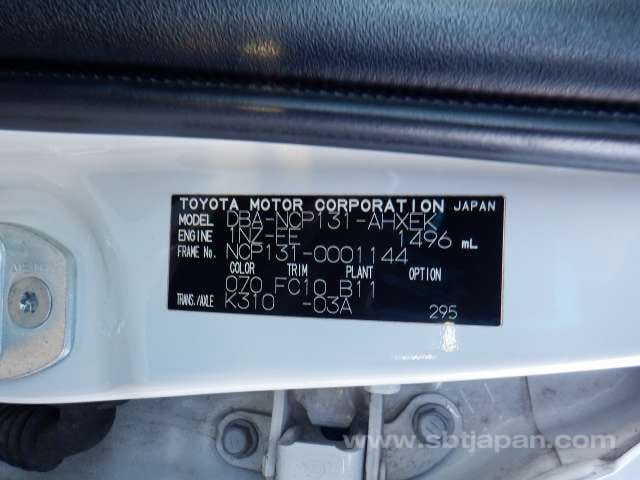 TOYOTA MOTOR CORPORATION JAPAN
MODEL DBA-NCP131-AHXEK
ENGINE 1NZ-FE 1496 mL
FRAME No. NCP131-0001144
COLOR TRIM PLANT OPTION
070 FC10 B11
TRANS./AXLE K310 -03A 295
www.sbtjapan.com